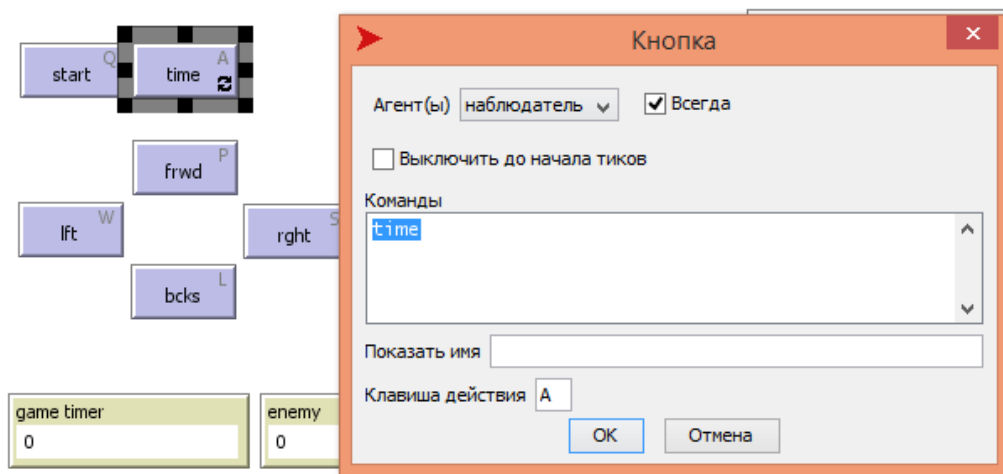 start Q
time A
frwd P
lft W
rght S
bcks L
game timer
0
enemy
0
Кнопка
Агент(ы) наблюдатель Всегда
Выключить до начала тиков
Команды
time
Показать имя
Клавиша действия A
OK Отмена